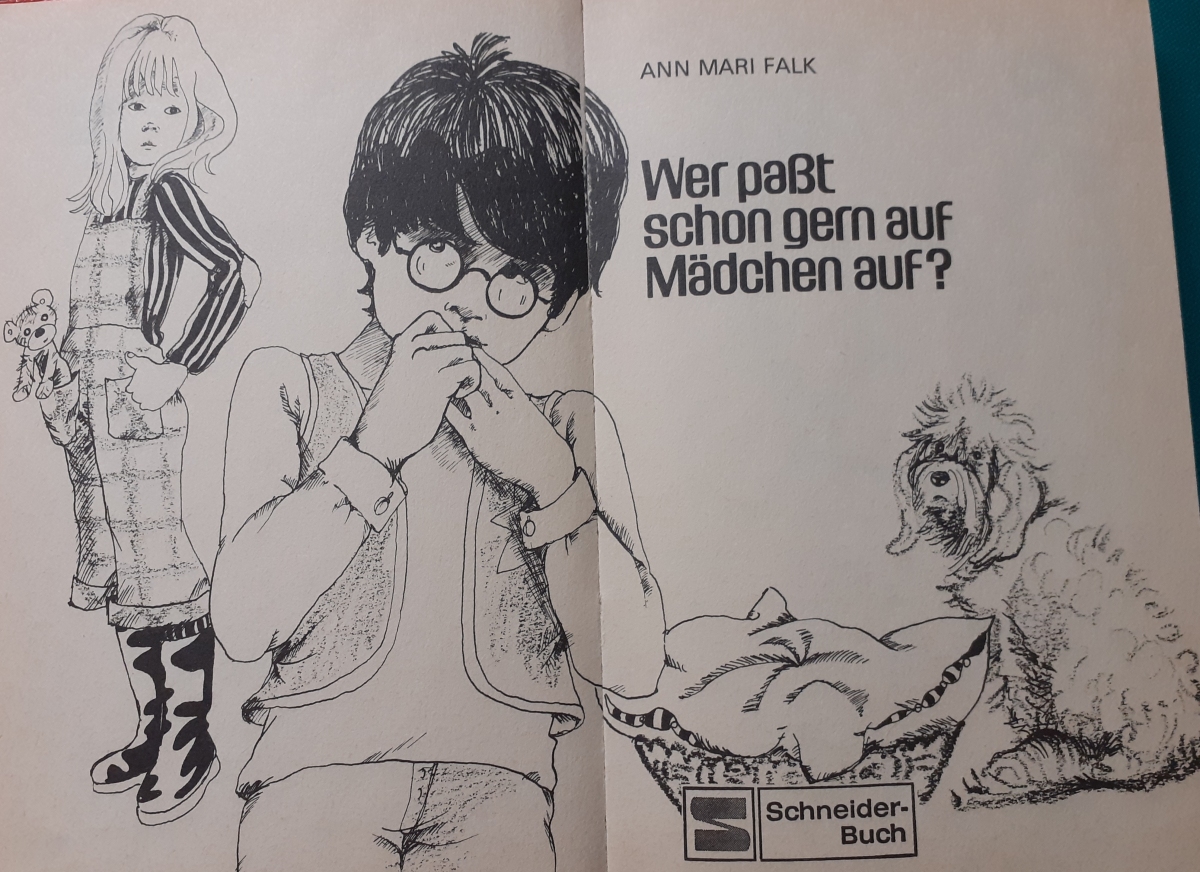 ANN MARI FALK
Wer paßt
schon gern auf
Mädchen auf?
Schneider-
Buch